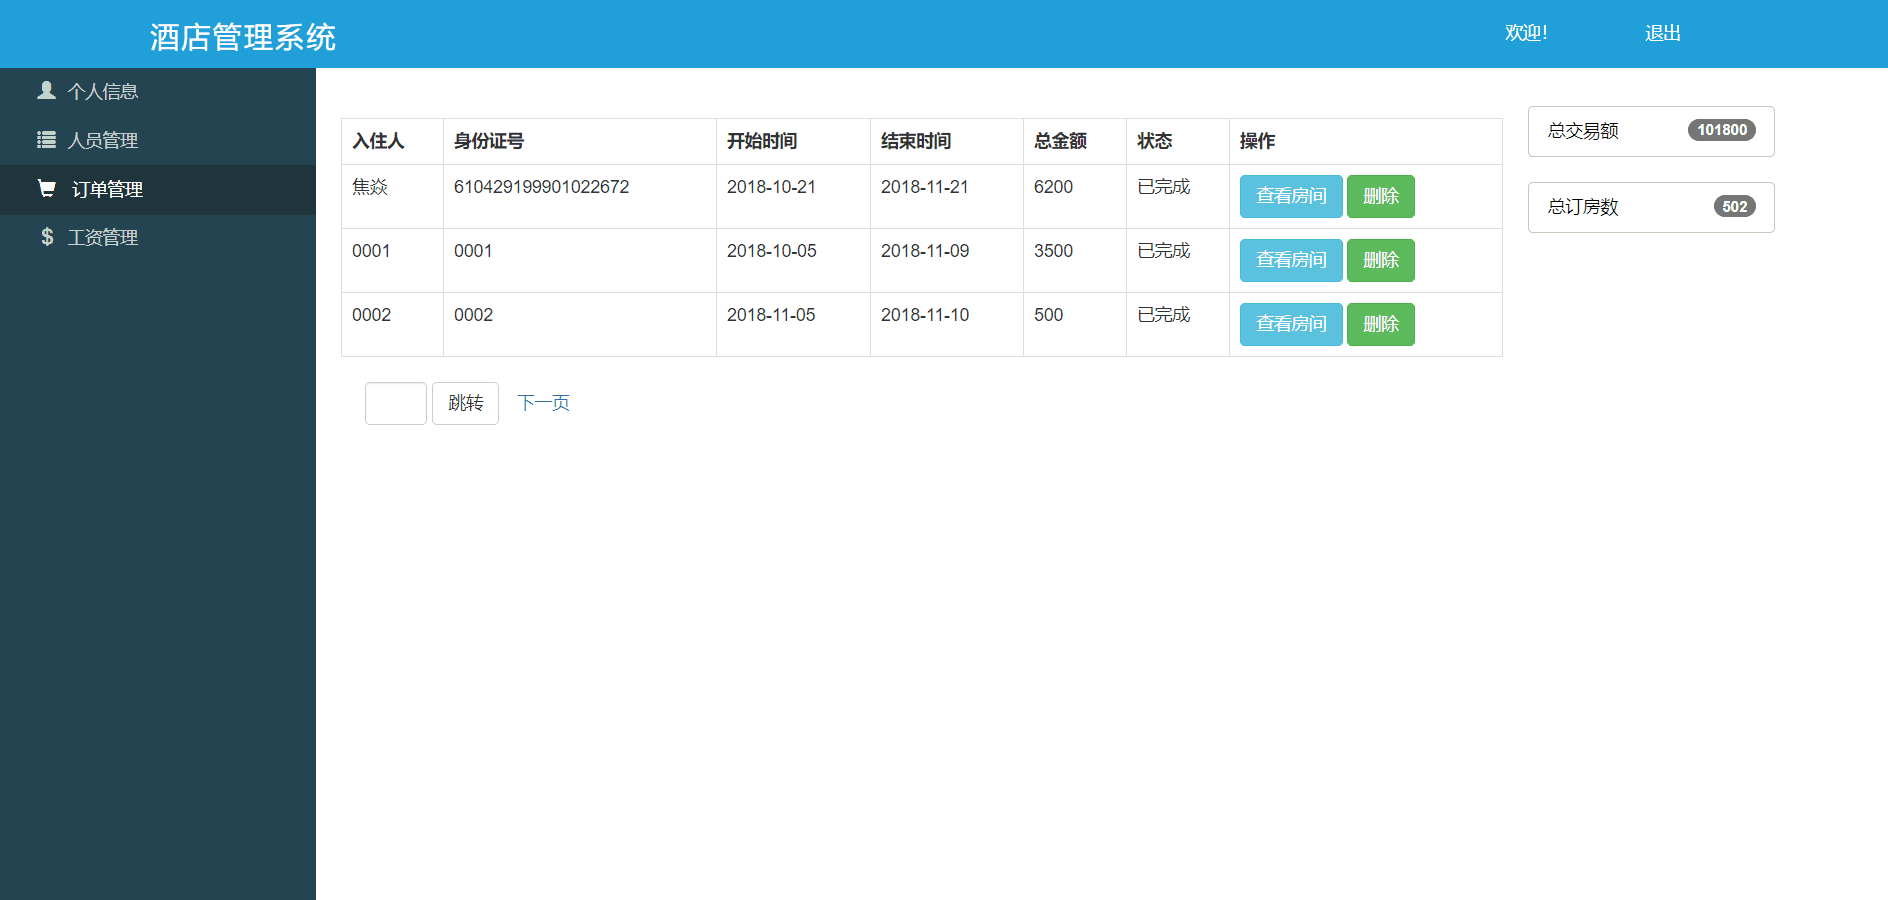 酒店管理系统
欢迎!
退出
个人信息
人员管理
订单管理
工资管理
入住人 身份证号 开始时间 结束时间 总金额 状态 操作
焦焱 610429199901022672 2018-10-21 2018-11-21 6200 已完成 查看房间 删除
0001 0001 2018-10-05 2018-11-09 3500 已完成 查看房间 删除
0002 0002 2018-11-05 2018-11-10 500 已完成 查看房间 删除
跳转 下一页
总交易额 101800
总订房数 502